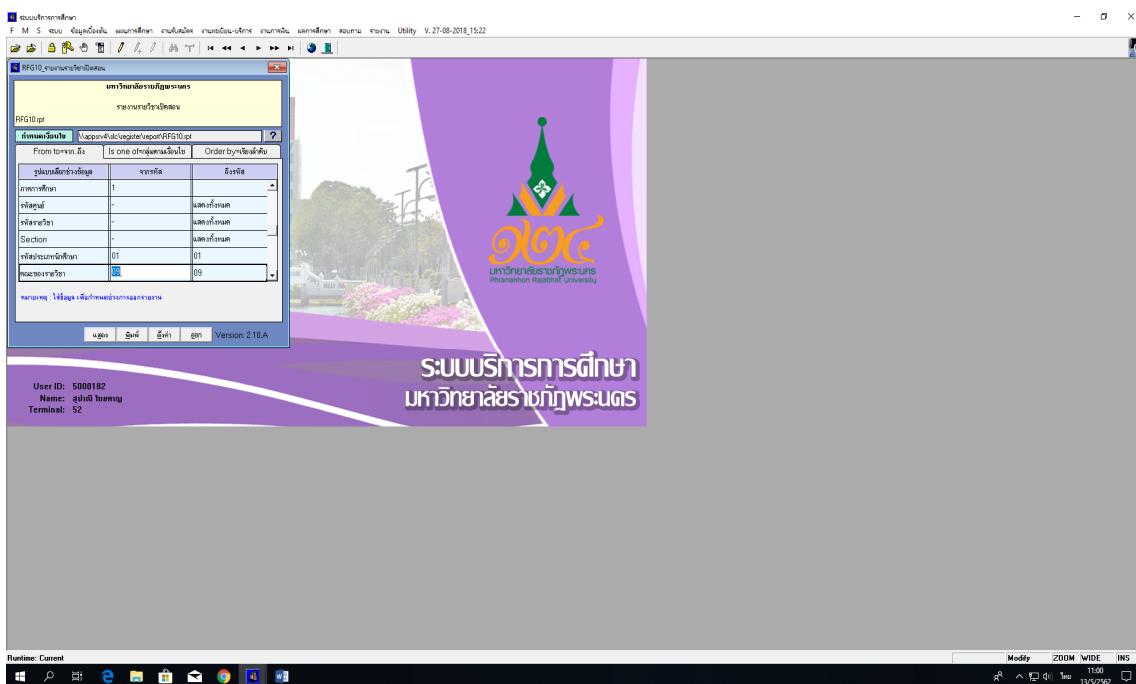 ระบบบริการการศึกษา
F M S ระบบ ข้อมูลเบื้องต้น แผนการศึกษา งานรับสมัคร งานทะเบียน-บริการ งานการเงิน ผลการศึกษา สอบถาม รายงาน Utility V. 27-08-2018_15:22
RFG10_รายงานรายวิชาเปิดสอน
มหาวิทยาลัยราชภัฏพระนคร
รายงานรายวิชาเปิดสอน
RFG10.rpt
กำหนดเงื่อนไข \\appsrv4\slc\register\report\RFG10.rpt ?
From to=จาก..ถึง Is one of=กลุ่มตามเงื่อนไข Order by=เรียงลำดับ
รูปแบบเลือกช่วงข้อมูล จากรหัส ถึงรหัส
ภาคการศึกษา 1
รหัสศูนย์ - แสดงทั้งหมด
รหัสรายวิชา - แสดงทั้งหมด
Section - แสดงทั้งหมด
รหัสประเภทนักศึกษา 01 01
คณะของรายวิชา 09 09
หมายเหตุ : ใส่ข้อมูล เพื่อกำหนดช่วงการออกรายงาน
แสดง พิมพ์ ตั้งค่า ออก Version: 2.10.A
๑๒๕
มหาวิทยาลัยราชภัฏพระนคร
Phranakhon Rajabhat University
ระบบบริการการศึกษา
มหาวิทยาลัยราชภัฏพระนคร
User ID: 5000182
Name: สุปาณี
Terminal: 52
Runtime: Current Modify ZOOM WIDE INS
ไทย 11:00
13/5/2562